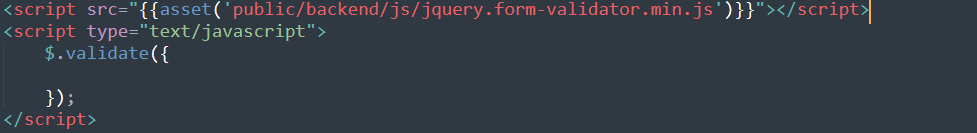 <script src="{{asset('public/backend/js/jquery.form-validator.min.js')}}"></script>
<script type="text/javascript">
    $.validate({

    });
</script>